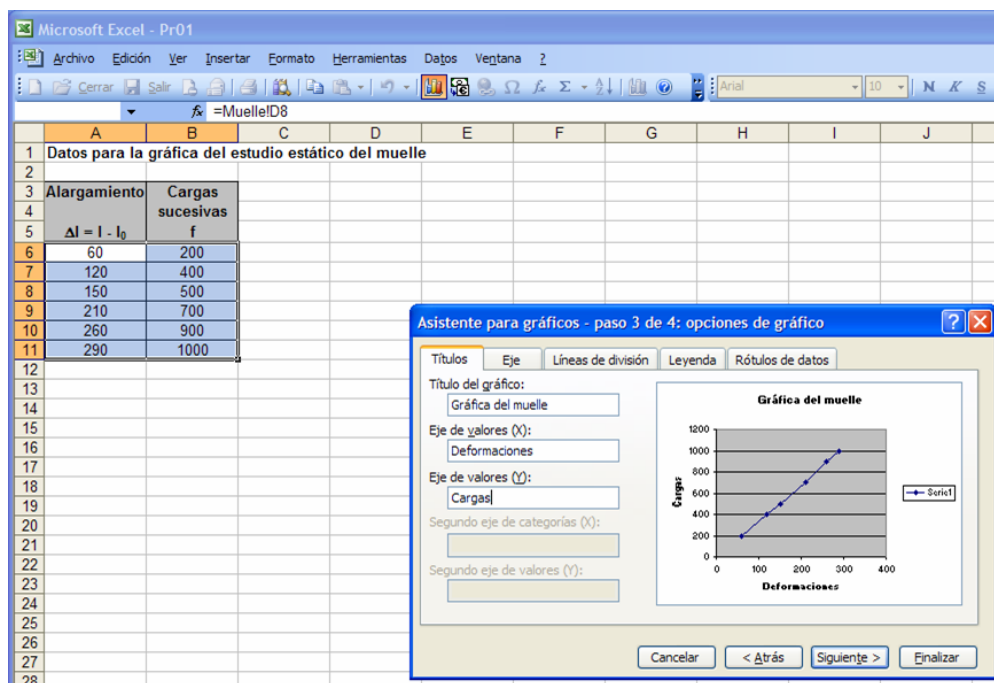 Microsoft Excel - Pr01
Archivo Edición Ver Insertar Formato Herramientas Datos Ventana ?
Cerrar Salir Arial 10 N K S
fx =Muelle!D8
A B C D E F G H I J
1 Datos para la gráfica del estudio estático del muelle
2
3 Alargamiento Cargas
4 sucesivas
5 Δl = l - l₀ f
6 60 200
7 120 400
8 150 500
9 210 700
10 260 900
11 290 1000
12
13
14
15
16
17
18
19
20
21
22
23
24
25
26
27
28
Asistente para gráficos - paso 3 de 4: opciones de gráfico
Títulos Eje Líneas de división Leyenda Rótulos de datos
Título del gráfico:
Gráfica del muelle
Eje de valores (X):
Deformaciones
Eje de valores (Y):
Cargas
Segundo eje de categorías (X):
Segundo eje de valores (Y):
Gráfica del muelle
1200
1000
800
600
400
200
0
Cargas
0 100 200 300 400
Deformaciones
Serie1
Cancelar < Atrás Siguiente > Finalizar